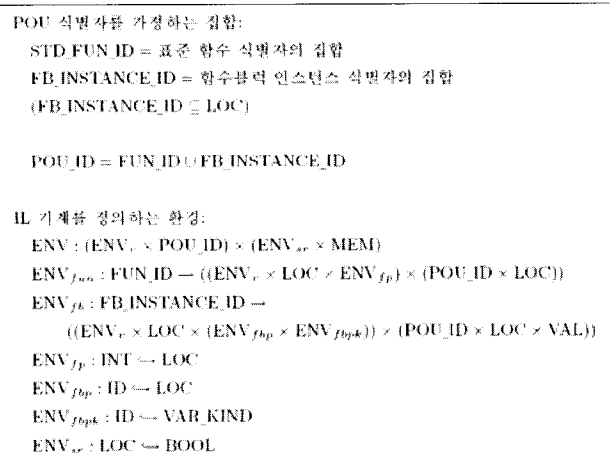 POU 식별자를 가정하는 집합:
STD_FUN_ID = 표준 함수 식별자의 집합
FB_INSTANCE_ID = 함수블럭 인스턴스 식별자의 집합
(FB_INSTANCE_ID ⊆ LOC)
POU_ID = FUN_ID ∪ FB_INSTANCE_ID
IL 기계를 정의하는 환경:
ENV : (ENV_v × POU_ID) × (ENV_sr × MEM)
ENV_fun : FUN_ID → ((ENV_v × LOC × ENV_fp) × (POU_ID × LOC))
ENV_fb : FB_INSTANCE_ID →
((ENV_v × LOC × (ENV_fbp × ENV_fbpk)) × (POU_ID × LOC × VAL))
ENV_fp : INT ↪ LOC
ENV_fbp : ID ↪ LOC
ENV_fbpk : ID ↪ VAR_KIND
ENV_sr : LOC ↪ BOOL